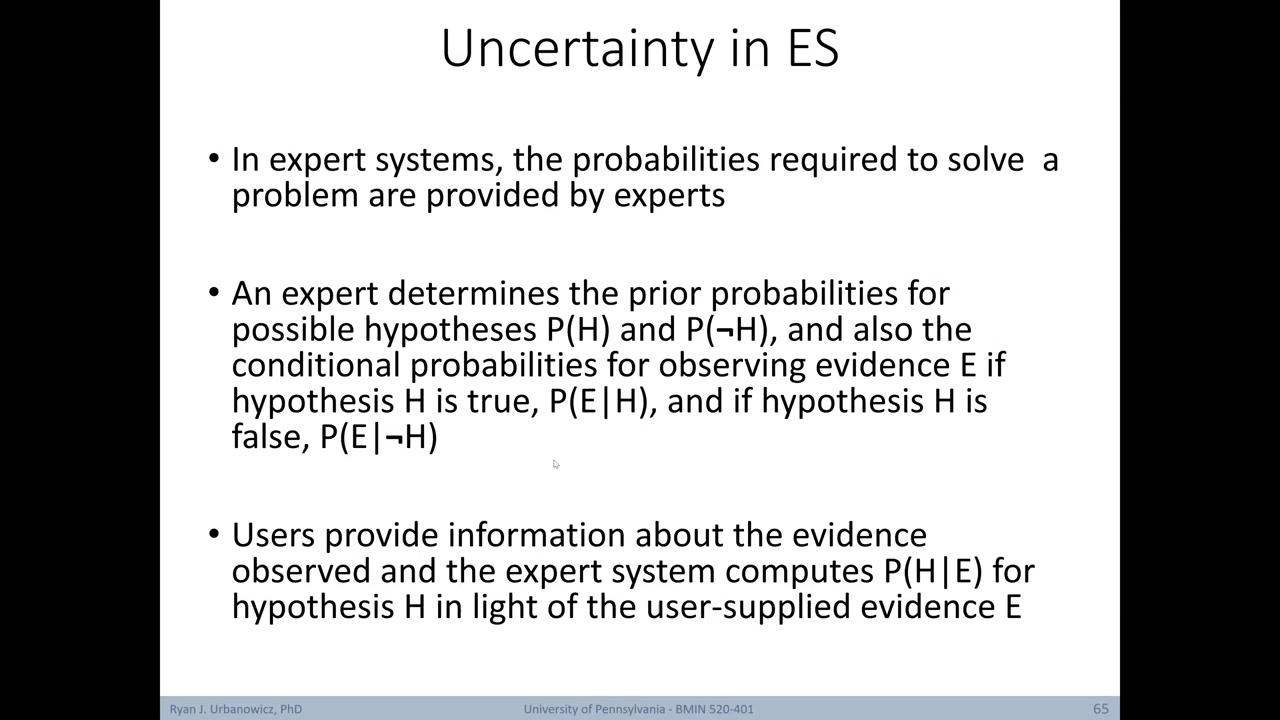 Uncertainty in ES
• In expert systems, the probabilities required to solve  a
problem are provided by experts
• An expert determines the prior probabilities for
possible hypotheses P(H) and P(¬H), and also the
conditional probabilities for observing evidence E if
hypothesis H is true, P(E|H), and if hypothesis H is
false, P(E|¬H)
• Users provide information about the evidence
observed and the expert system computes P(H|E) for
hypothesis H in light of the user-supplied evidence E
Ryan J. Urbanowicz, PhD
University of Pennsylvania - BMIN 520-401
65